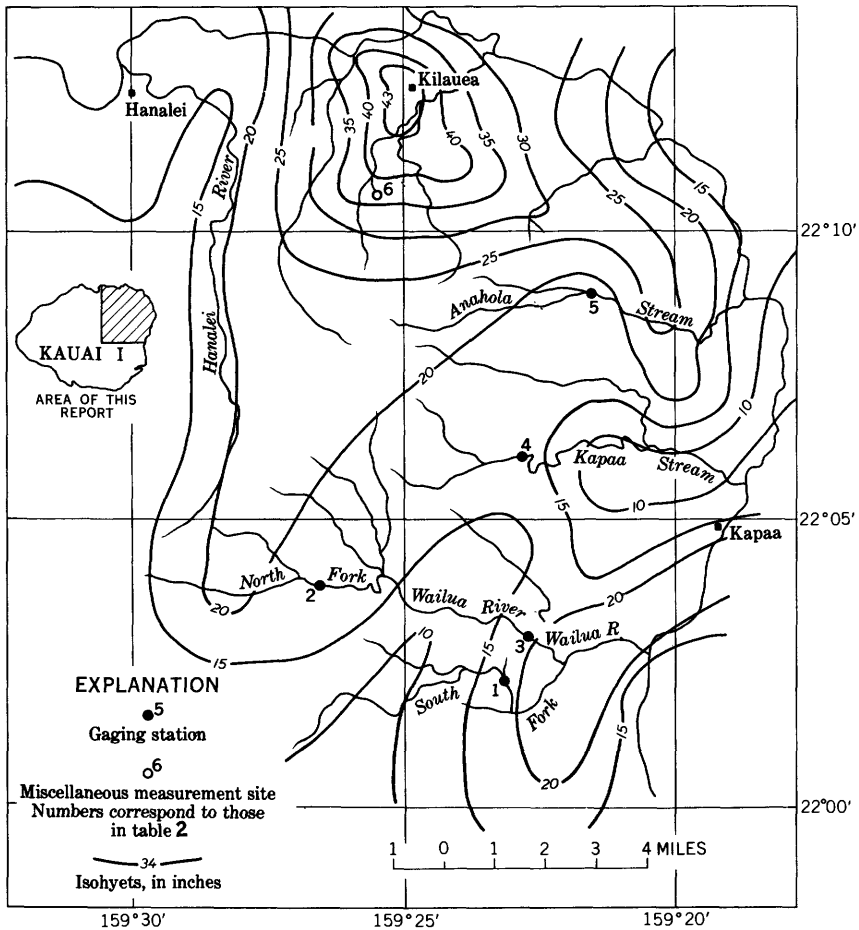 Kilauea
Hanalei
43
40
35
40
35
30
20
25
15
River
6
25
15
20
22°10'
25
Anahola
Stream
5
Hanalei
KAUAI I
AREA OF THIS
REPORT
20
10
4
Kapaa
Stream
15
10
22°05'
Kapaa
North Fork
2
20
Wailua River
20
3
Wailua R
15
10
15
1
South
Fork
15
20
EXPLANATION
5
Gaging station
6
Miscellaneous measurement site
Numbers correspond to those
in table 2
34
Isohyets, in inches
22°00'
1 0 1 2 3 4 MILES
159°30' 159°25' 159°20'